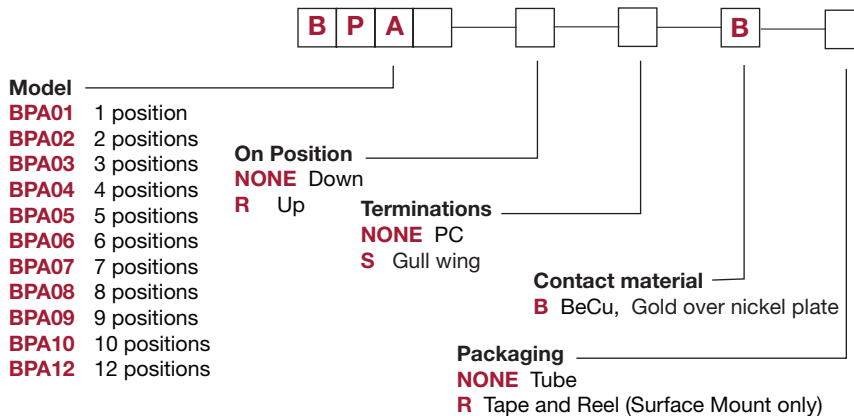 B P A B
Model
BPA01 1 position
BPA02 2 positions
BPA03 3 positions
BPA04 4 positions
BPA05 5 positions
BPA06 6 positions
BPA07 7 positions
BPA08 8 positions
BPA09 9 positions
BPA10 10 positions
BPA12 12 positions
On Position
NONE Down
R Up
Terminations
NONE PC
S Gull wing
Contact material
B BeCu, Gold over nickel plate
Packaging
NONE Tube
R Tape and Reel (Surface Mount only)